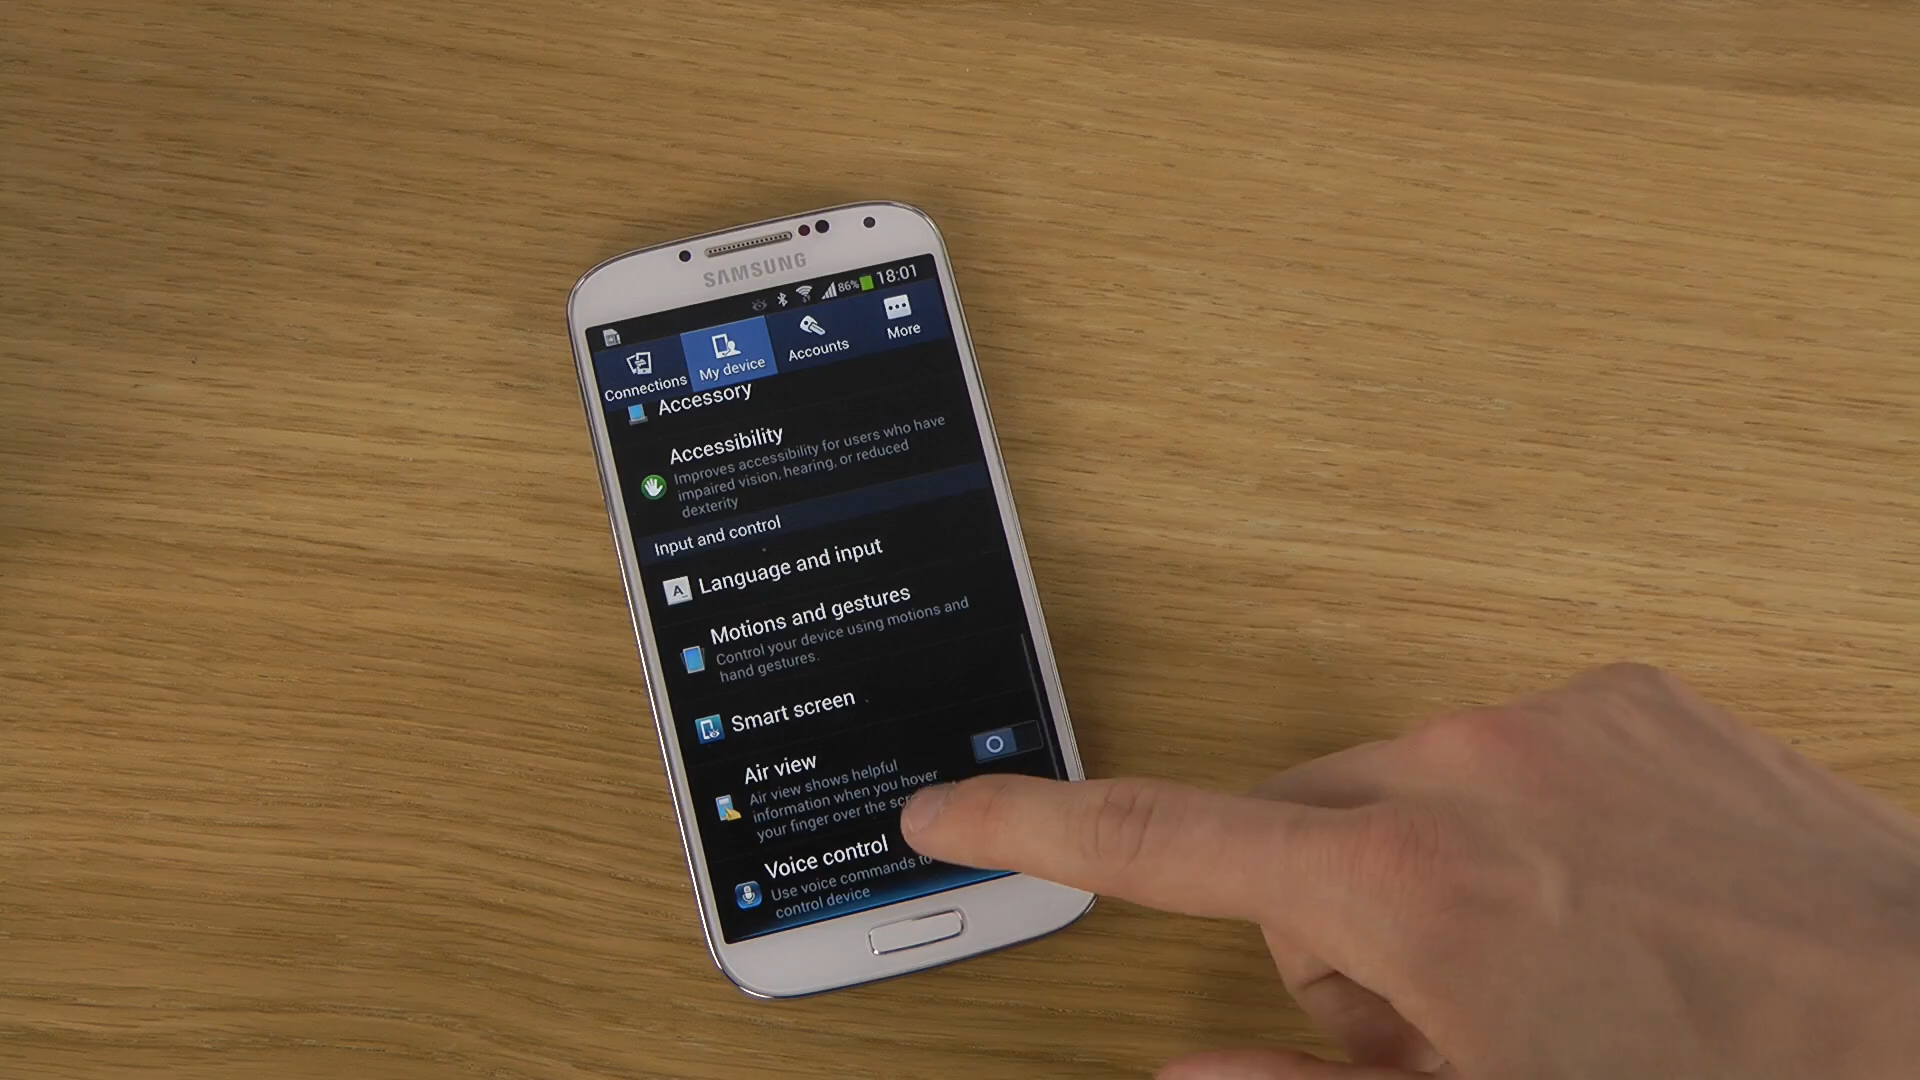 SAMSUNG
86% 18:01
Connections My device Accounts More
Accessory
Accessibility
Improves accessibility for users who have
impaired vision, hearing, or reduced
dexterity
Input and control
A
Language and input
Motions and gestures
Control your device using motions and
hand gestures.
Smart screen
Air view
Air view shows helpful
information when you hover
your finger over the
Voice control
Use voice commands to
control device